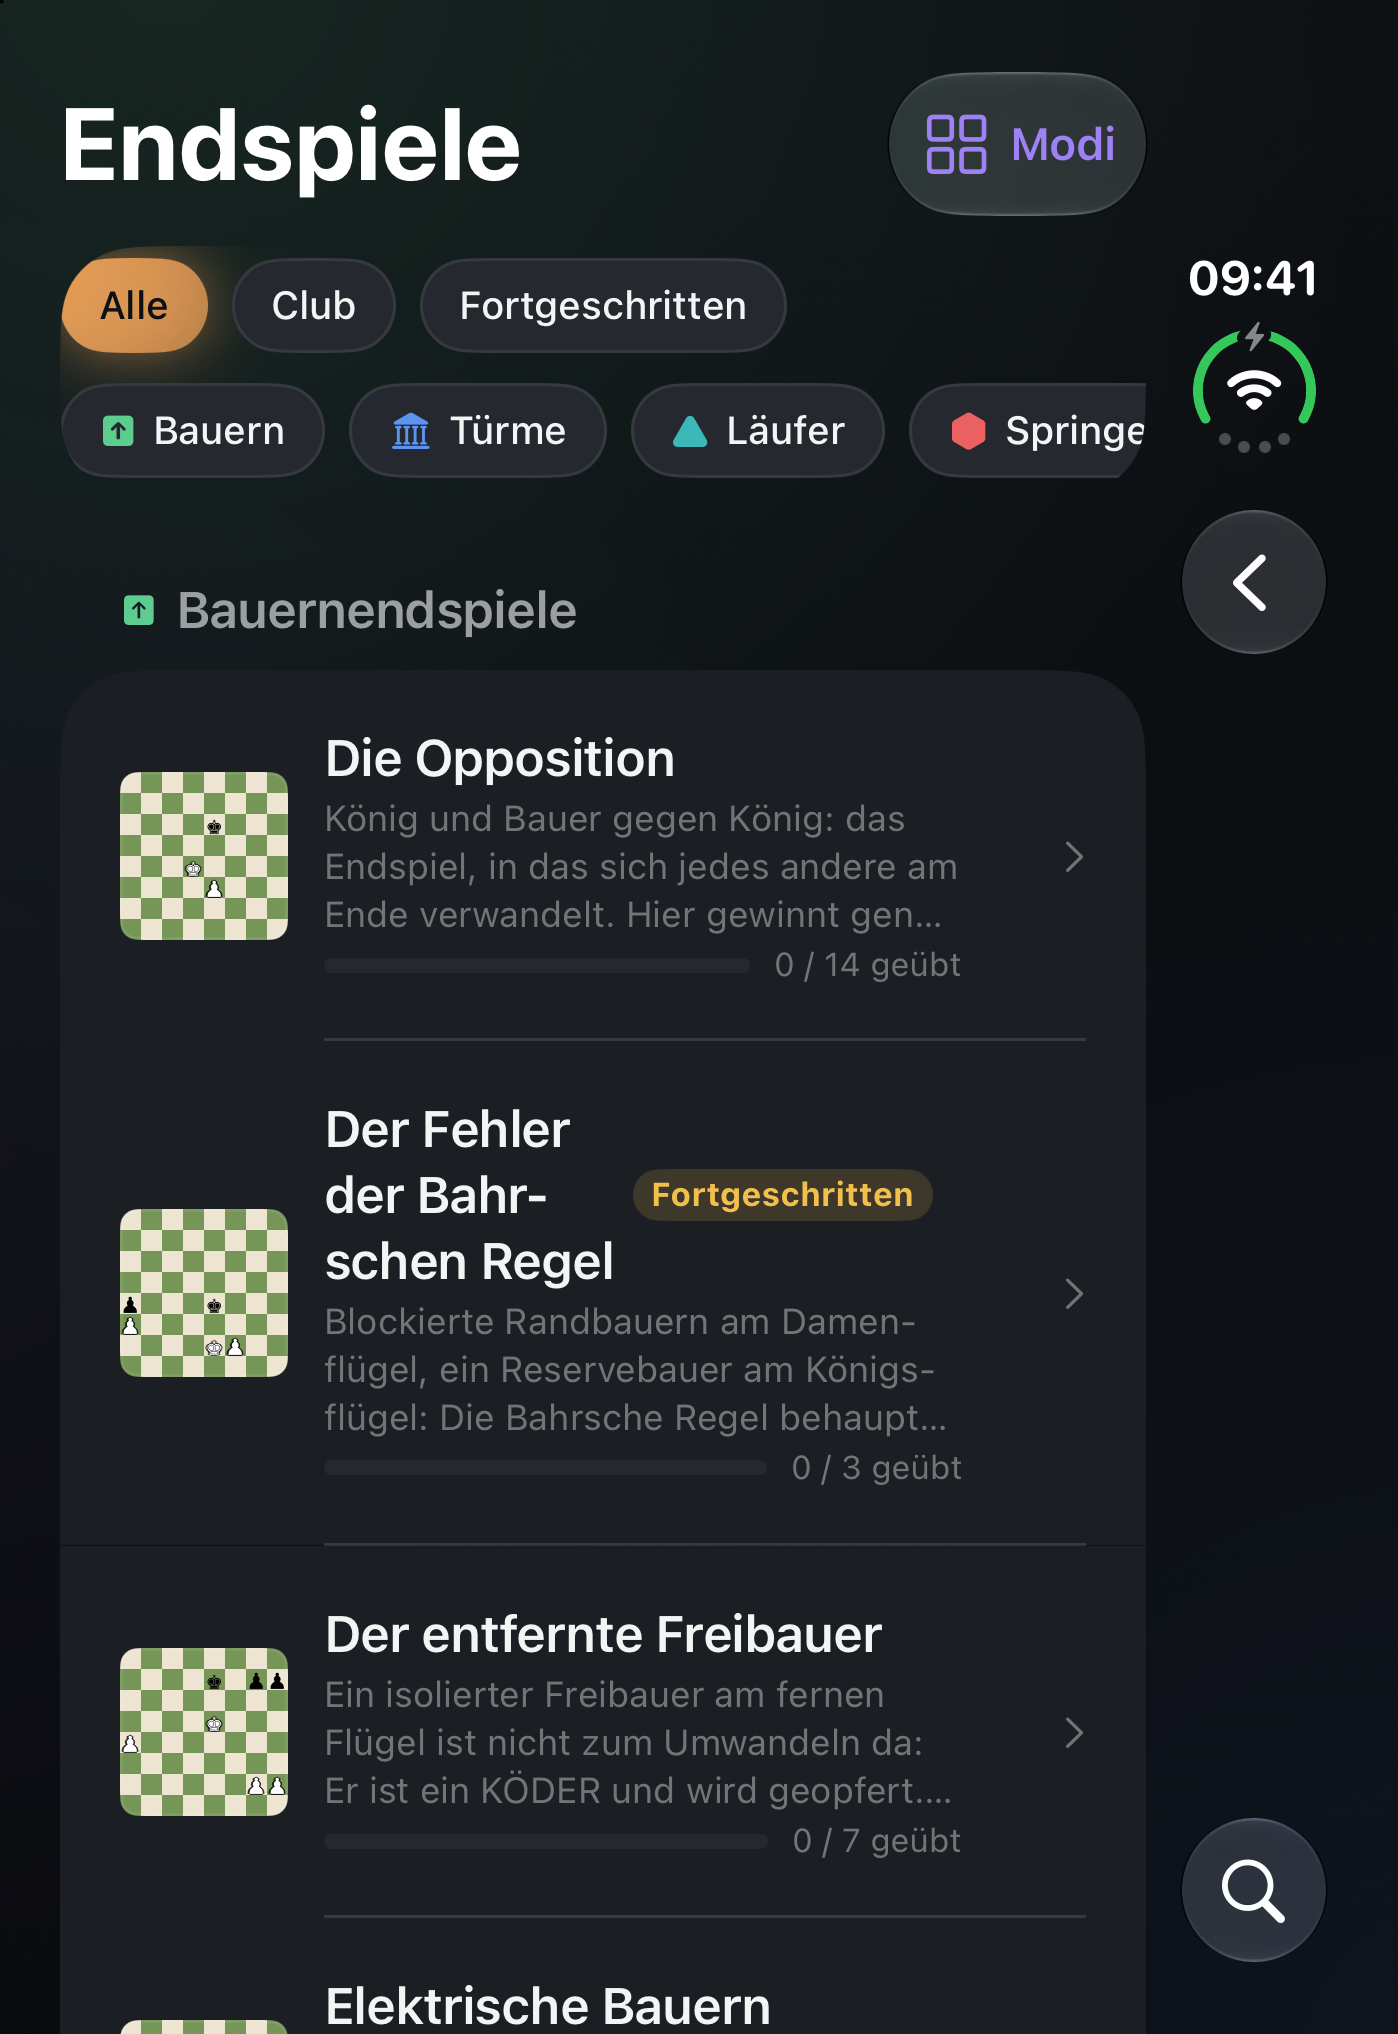 Endspiele
Modi
09:41
Alle
Club
Fortgeschritten
Bauern
Türme
Läufer
Springe
Bauernendspiele
Die Opposition
König und Bauer gegen König: das
Endspiel, in das sich jedes andere am
Ende verwandelt. Hier gewinnt gen…
0 / 14 geübt
Der Fehler
der Bahr-
schen Regel
Fortgeschritten
Blockierte Randbauern am Damen-
flügel, ein Reservebauer am Königs-
flügel: Die Bahrsche Regel behaupt…
0 / 3 geübt
Der entfernte Freibauer
Ein isolierter Freibauer am fernen
Flügel ist nicht zum Umwandeln da:
Er ist ein KÖDER und wird geopfert.…
0 / 7 geübt
Elektrische Bauern